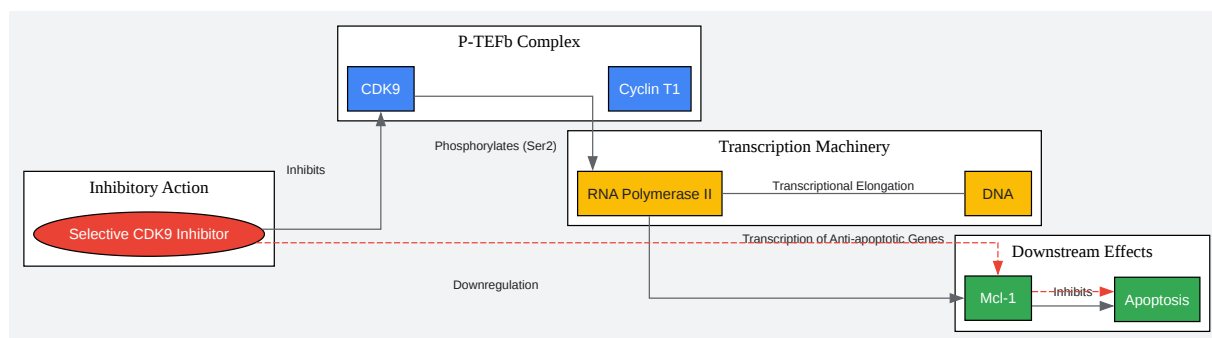 P-TEFb Complex
CDK9
Cyclin T1
Phosphorylates (Ser2)
Transcription Machinery
Inhibits
Inhibitory Action
RNA Polymerase II
Transcriptional Elongation
DNA
Selective CDK9 Inhibitor
Transcription of Anti-apoptotic Genes
Downstream Effects
Downregulation
Mcl-1
Inhibits
Apoptosis